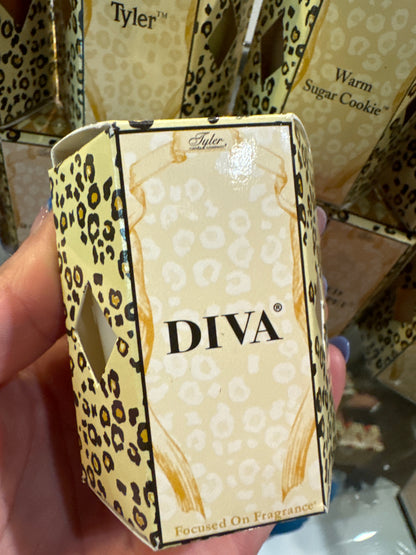 Tyler™
Warm
Sugar Cookie™
Tyler
DIVA®
Focused On Fragrance®